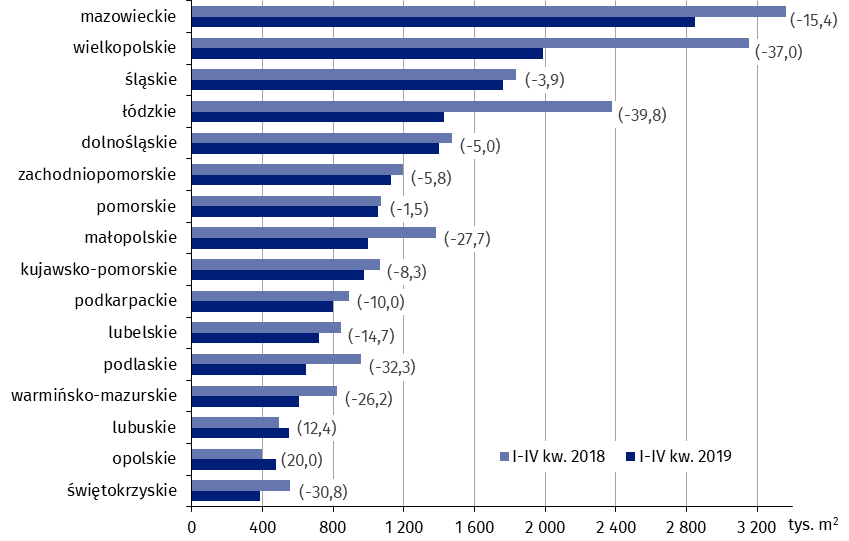 mazowieckie (-15,4)
wielkopolskie (-37,0)
śląskie (-3,9)
łódzkie (-39,8)
dolnośląskie (-5,0)
zachodniopomorskie (-5,8)
pomorskie (-1,5)
małopolskie (-27,7)
kujawsko-pomorskie (-8,3)
podkarpackie (-10,0)
lubelskie (-14,7)
podlaskie (-32,3)
warmińsko-mazurskie (-26,2)
lubuskie (12,4)
opolskie (20,0)
I-IV kw. 2018 I-IV kw. 2019
świętokrzyskie (-30,8)
0 400 800 1 200 1 600 2 000 2 400 2 800 3 200 tys. m²